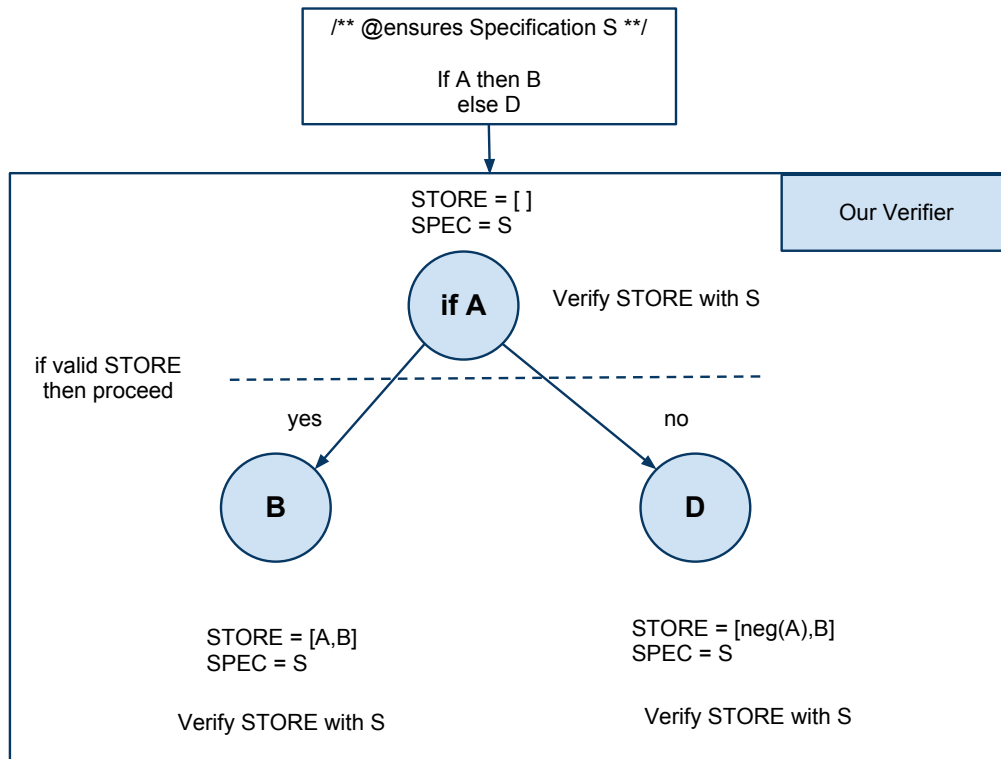 /** @ensures Specification S **/
If A then B
else D
STORE = [ ]
SPEC = S
Our Verifier
if A
Verify STORE with S
if valid STORE
then proceed
yes
no
B
D
STORE = [A,B]
SPEC = S
Verify STORE with S
STORE = [neg(A),B]
SPEC = S
Verify STORE with S